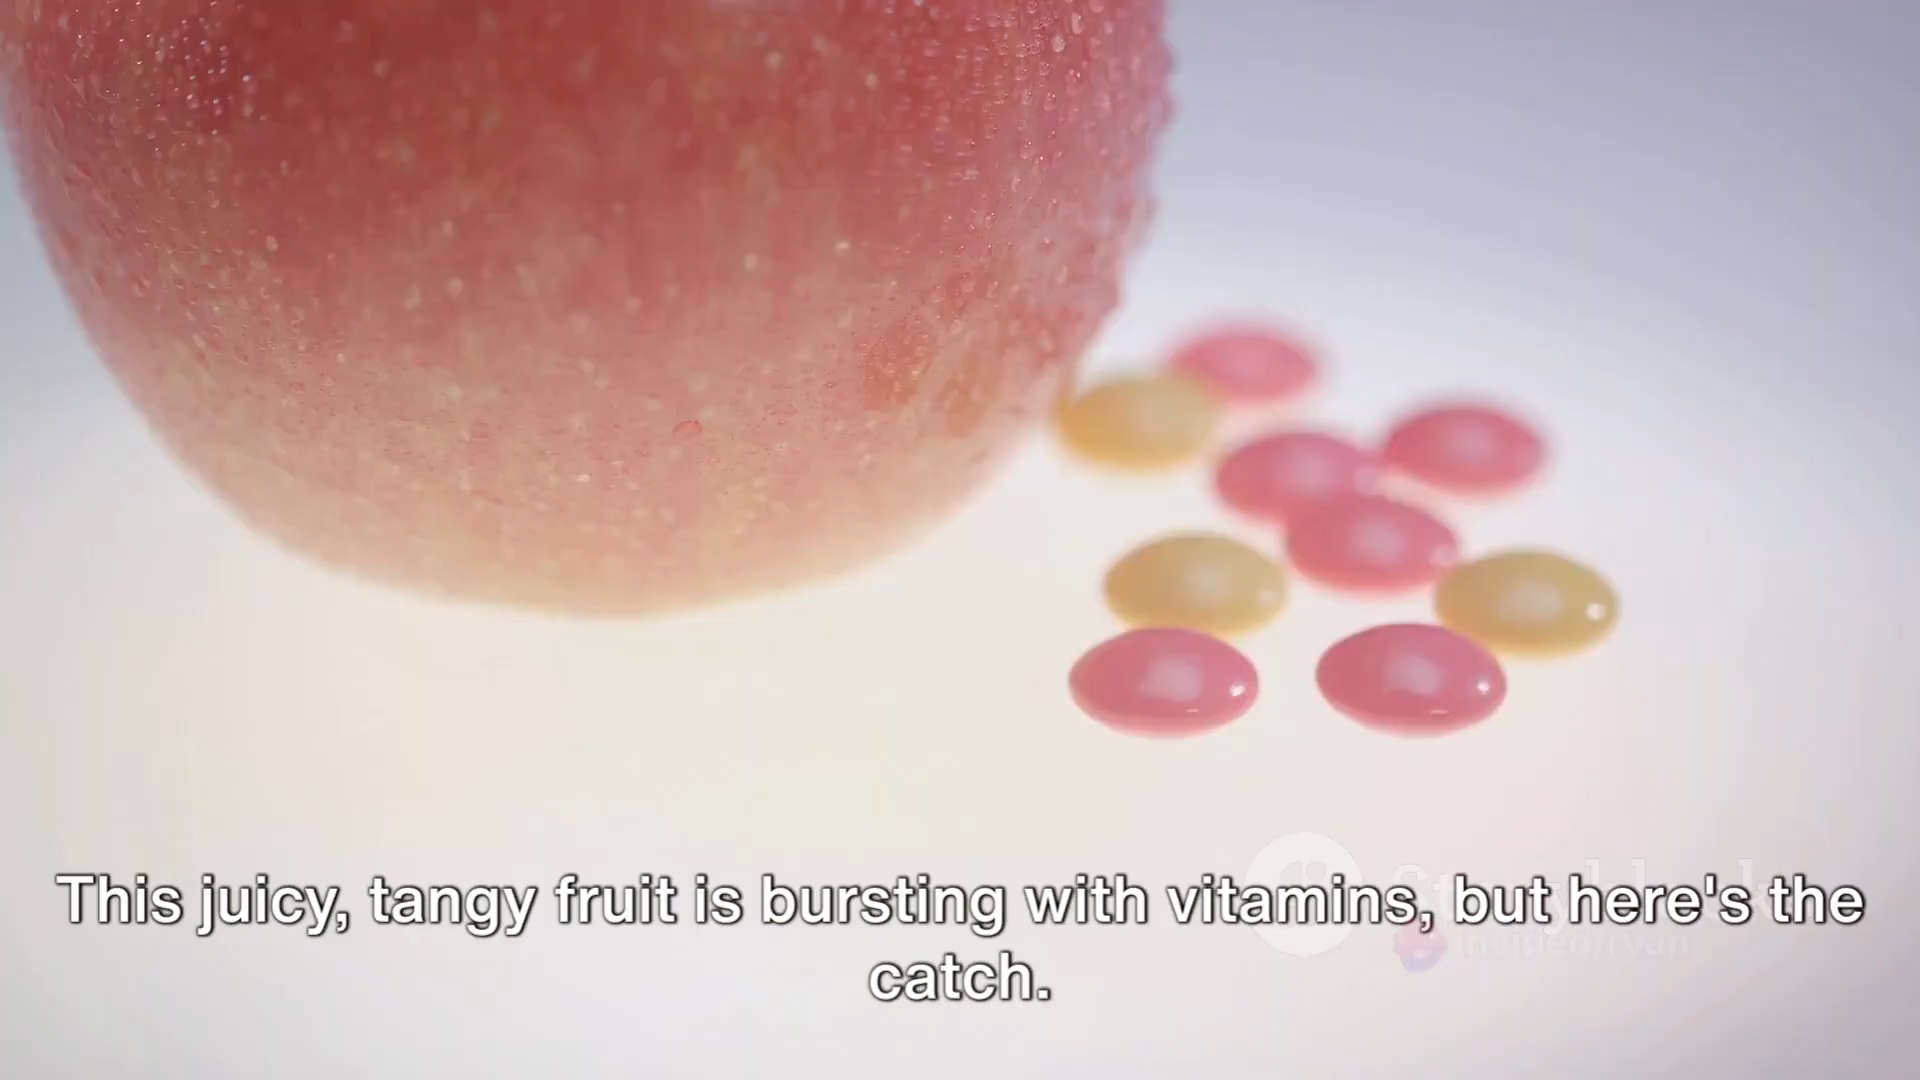 This juicy, tangy fruit is bursting with vitamins, but here's the
catch.